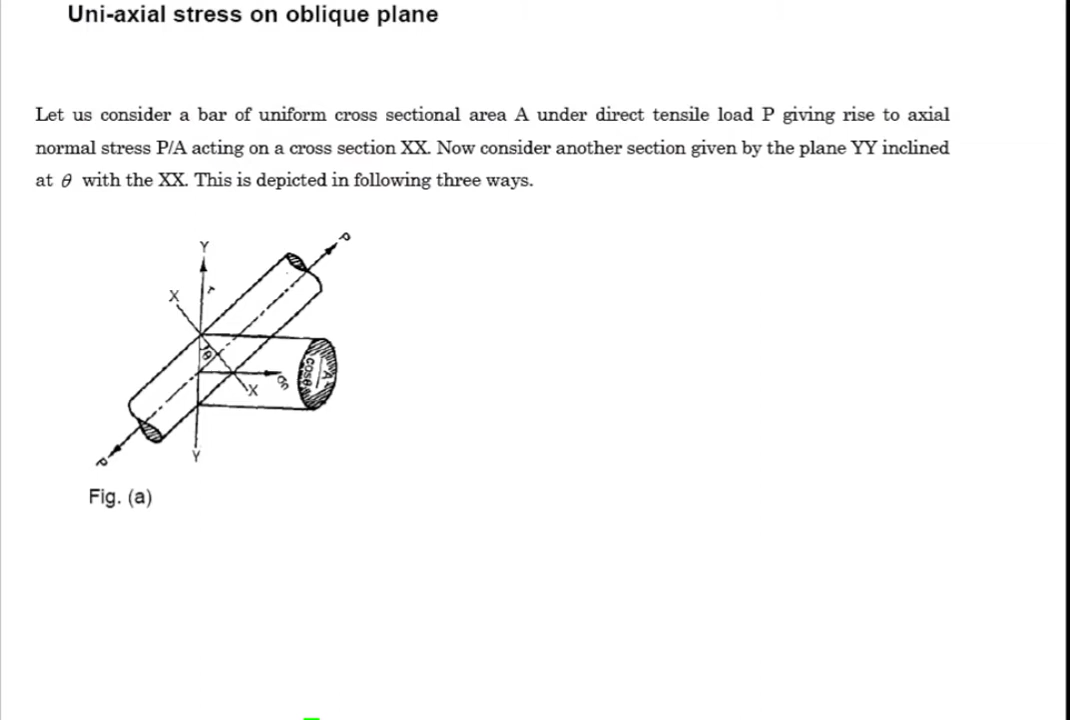 Uni-axial stress on oblique plane
Let us consider a bar of uniform cross sectional area A under direct tensile load P giving rise to axial
normal stress P/A acting on a cross section XX. Now consider another section given by the plane YY inclined
at θ with the XX. This is depicted in following three ways.
P
Y
X
τ
θ
A
cosθ
σn
X
Y
P
Fig. (a)